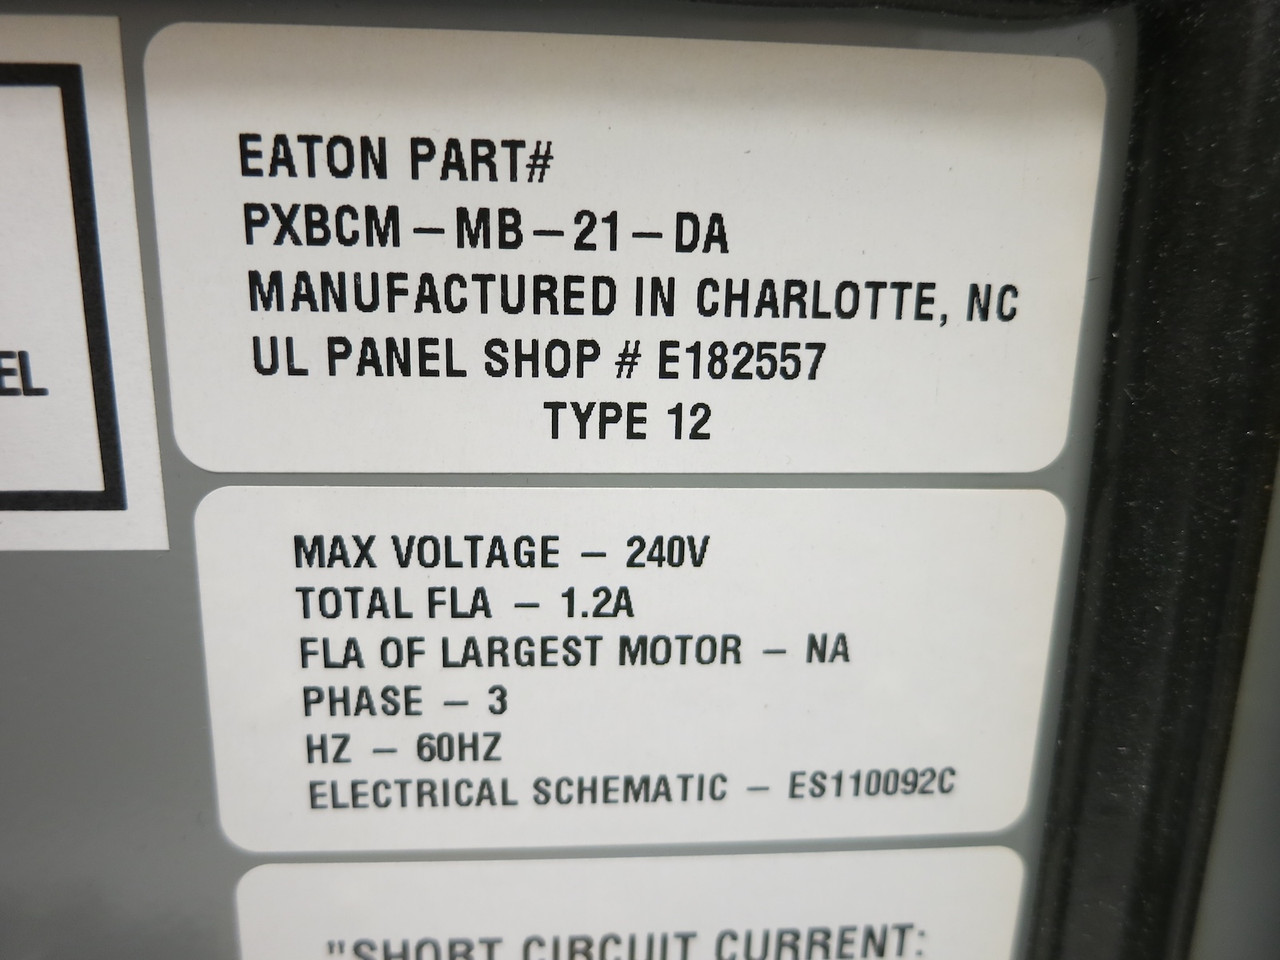 EL
EATON PART#
PXBCM-MB-21-DA
MANUFACTURED IN CHARLOTTE, NC
UL PANEL SHOP # E182557
TYPE 12
MAX VOLTAGE - 240V
TOTAL FLA - 1.2A
FLA OF LARGEST MOTOR - NA
PHASE - 3
HZ - 60HZ
ELECTRICAL SCHEMATIC - ES110092C
"SHORT CIRCUIT CURRENT: